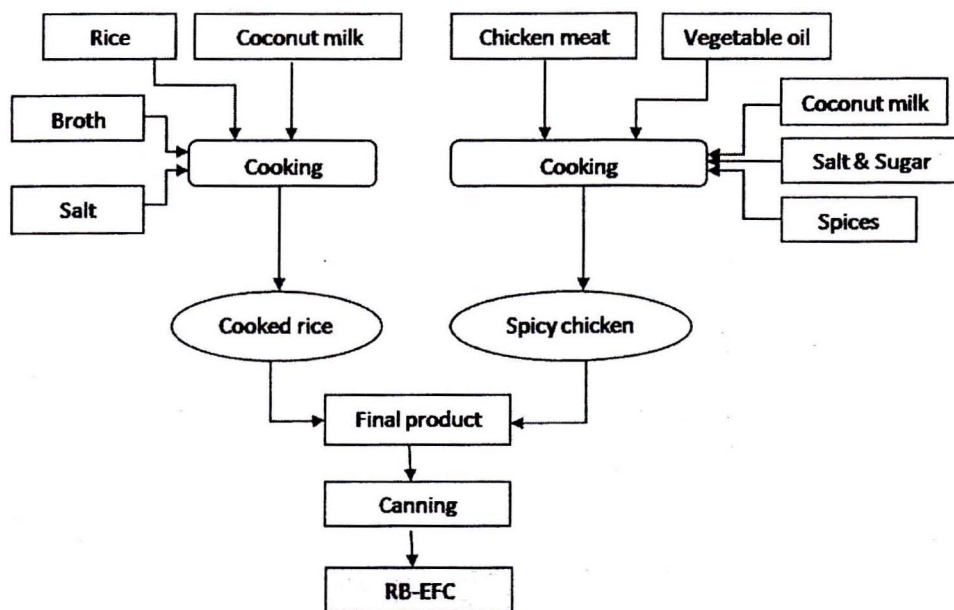 Rice
Coconut milk
Chicken meat
Vegetable oil
Broth
Cooking
Salt
Cooking
Coconut milk
Salt & Sugar
Spices
Cooked rice
Spicy chicken
Final product
Canning
RB-EFC